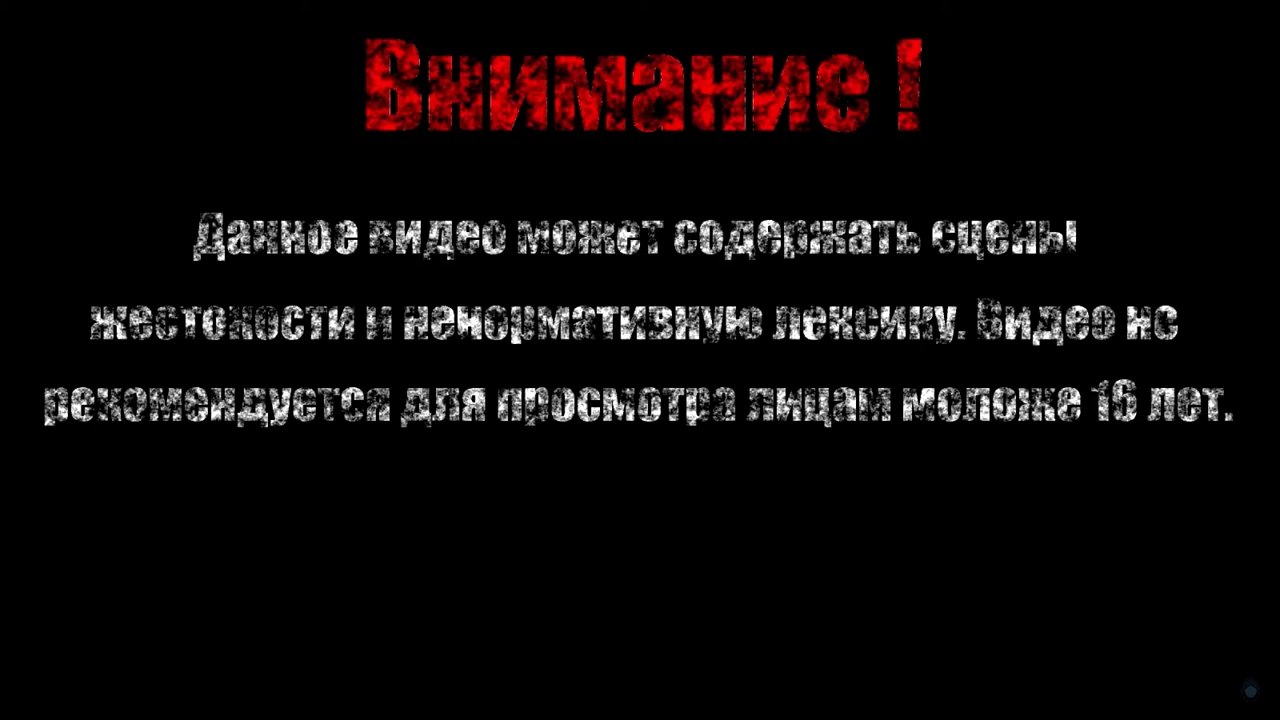 Внимание !
Данное видео может содержать сцены
жестокости и ненормативную лексику. Видео не
рекомендуется для просмотра лицам моложе 16 лет.